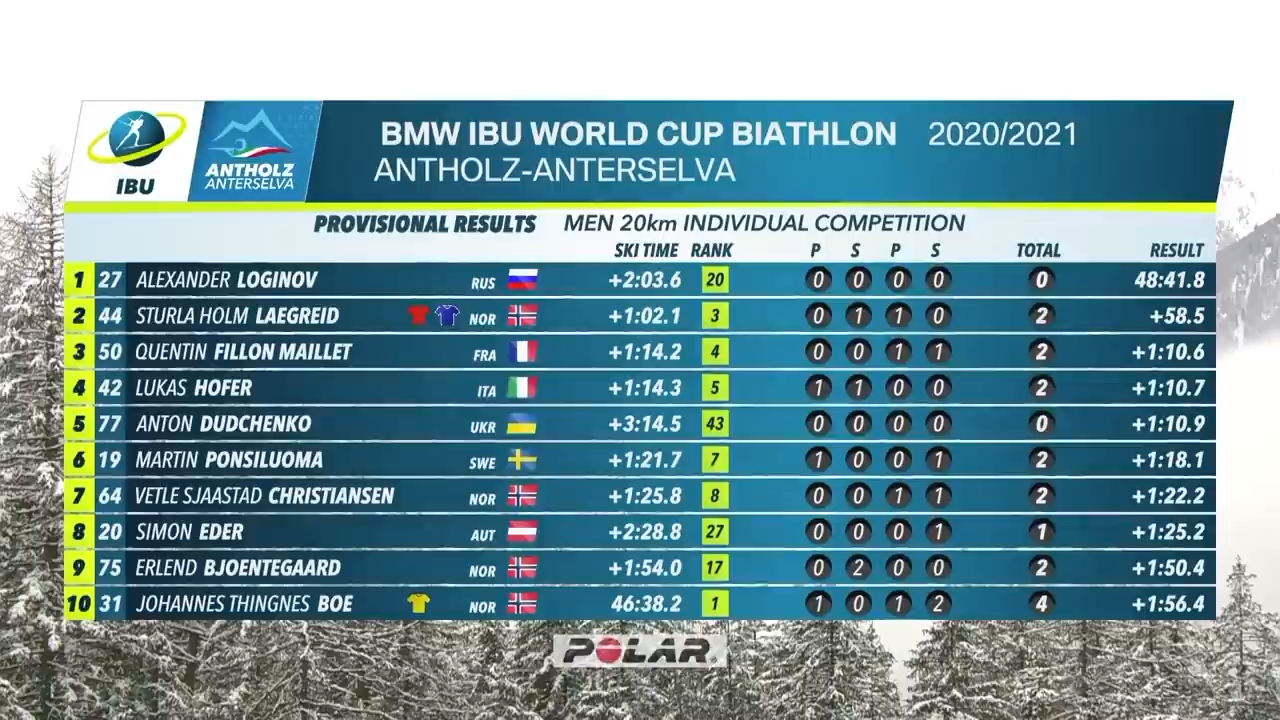 BMW IBU WORLD CUP BIATHLON 2020/2021
ANTHOLZ-ANTERSELVA
IBU
ANTHOLZ
ANTERSELVA
PROVISIONAL RESULTS MEN 20km INDIVIDUAL COMPETITION
SKI TIME RANK P S P S TOTAL RESULT
1 27 ALEXANDER LOGINOV RUS +2:03.6 20 0 0 0 0 0 48:41.8
2 44 STURLA HOLM LAEGREID NOR +1:02.1 3 0 1 1 0 2 +58.5
3 50 QUENTIN FILLON MAILLET FRA +1:14.2 4 0 0 1 1 2 +1:10.6
4 42 LUKAS HOFER ITA +1:14.3 5 1 1 0 0 2 +1:10.7
5 77 ANTON DUDCHENKO UKR +3:14.5 43 0 0 0 0 0 +1:10.9
6 19 MARTIN PONSILUOMA SWE +1:21.7 7 1 0 0 1 2 +1:18.1
7 64 VETLE SJAASTAD CHRISTIANSEN NOR +1:25.8 8 0 0 1 1 2 +1:22.2
8 20 SIMON EDER AUT +2:28.8 27 0 0 0 1 1 +1:25.2
9 75 ERLEND BJOENTEGAARD NOR +1:54.0 17 0 2 0 0 2 +1:50.4
10 31 JOHANNES THINGNES BOE NOR 46:38.2 1 1 0 1 2 4 +1:56.4
POLAR